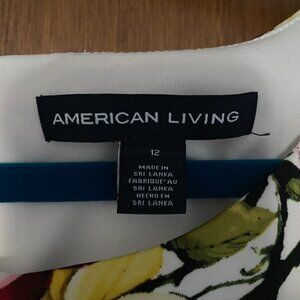 AMERICAN LIVING
12
MADE IN
SRI LANKA
FABRIQUÉ AU
SRI LANKA
HECHO EN
SRI LANKA